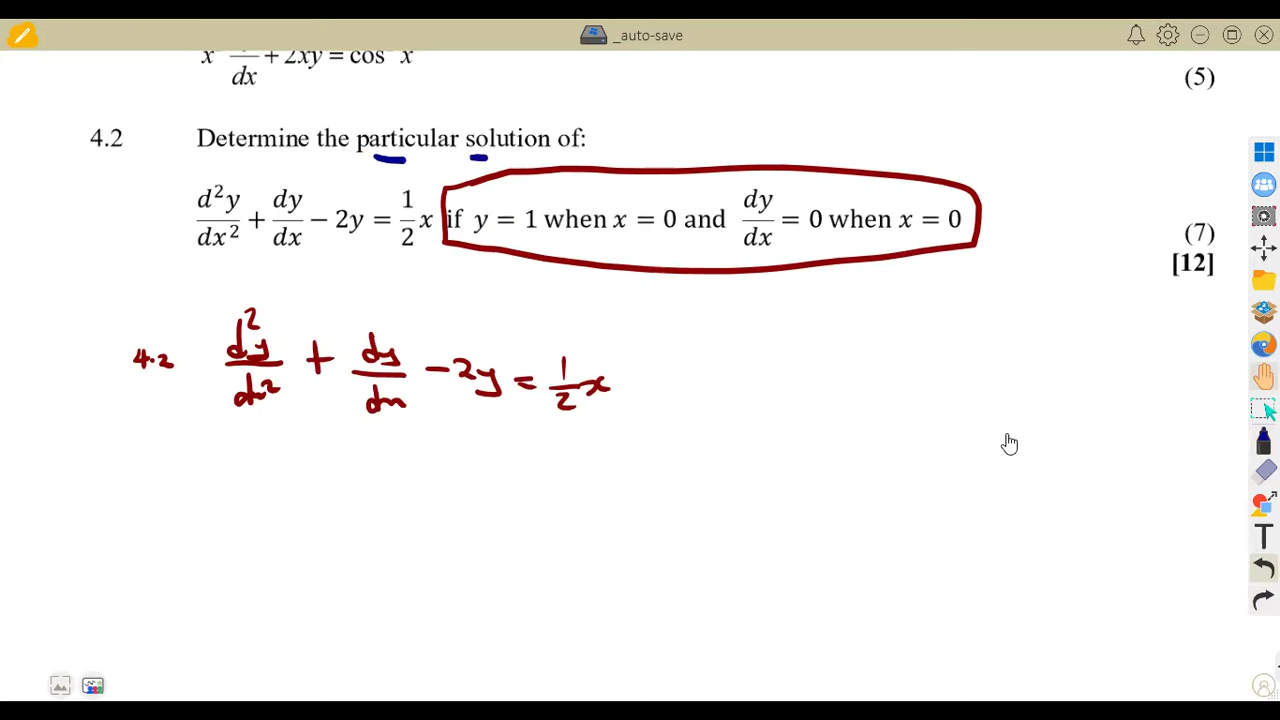 _auto-save
x dx + 2xy = cos x
(5)
4.2 Determine the particular solution of:
d²y/dx² + dy/dx − 2y = 1/2 x if y = 1 when x = 0 and dy/dx = 0 when x = 0
(7)
[12]
4.2 d²y/dx² + dy/dx − 2y = 1/2 x
T